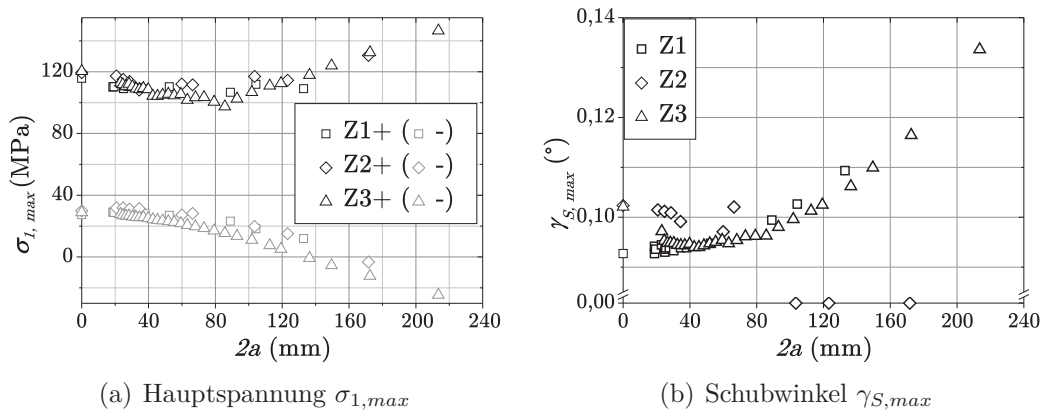 120
80
40
0
σ1, max (MPa)
0 40 80 120 160 200 240
2a (mm)
Z1+ ( -)
Z2+ ( -)
Z3+ ( -)
(a) Hauptspannung σ1,max
0,14
0,12
0,10
0,00
γS, max (°)
Z1
Z2
Z3
0 40 80 120 160 200 240
2a (mm)
(b) Schubwinkel γS,max